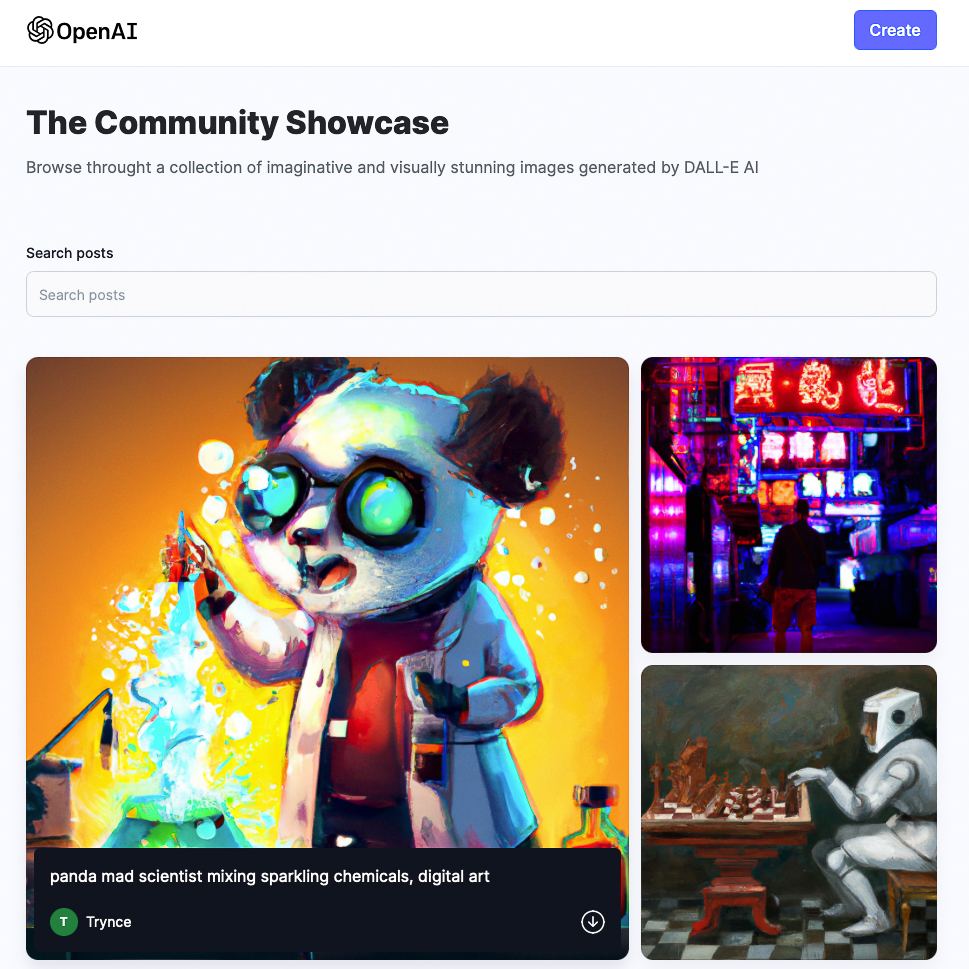 OpenAI
Create
The Community Showcase
Browse throught a collection of imaginative and visually stunning images generated by DALL-E AI
Search posts
Search posts
panda mad scientist mixing sparkling chemicals, digital art
T
Trynce